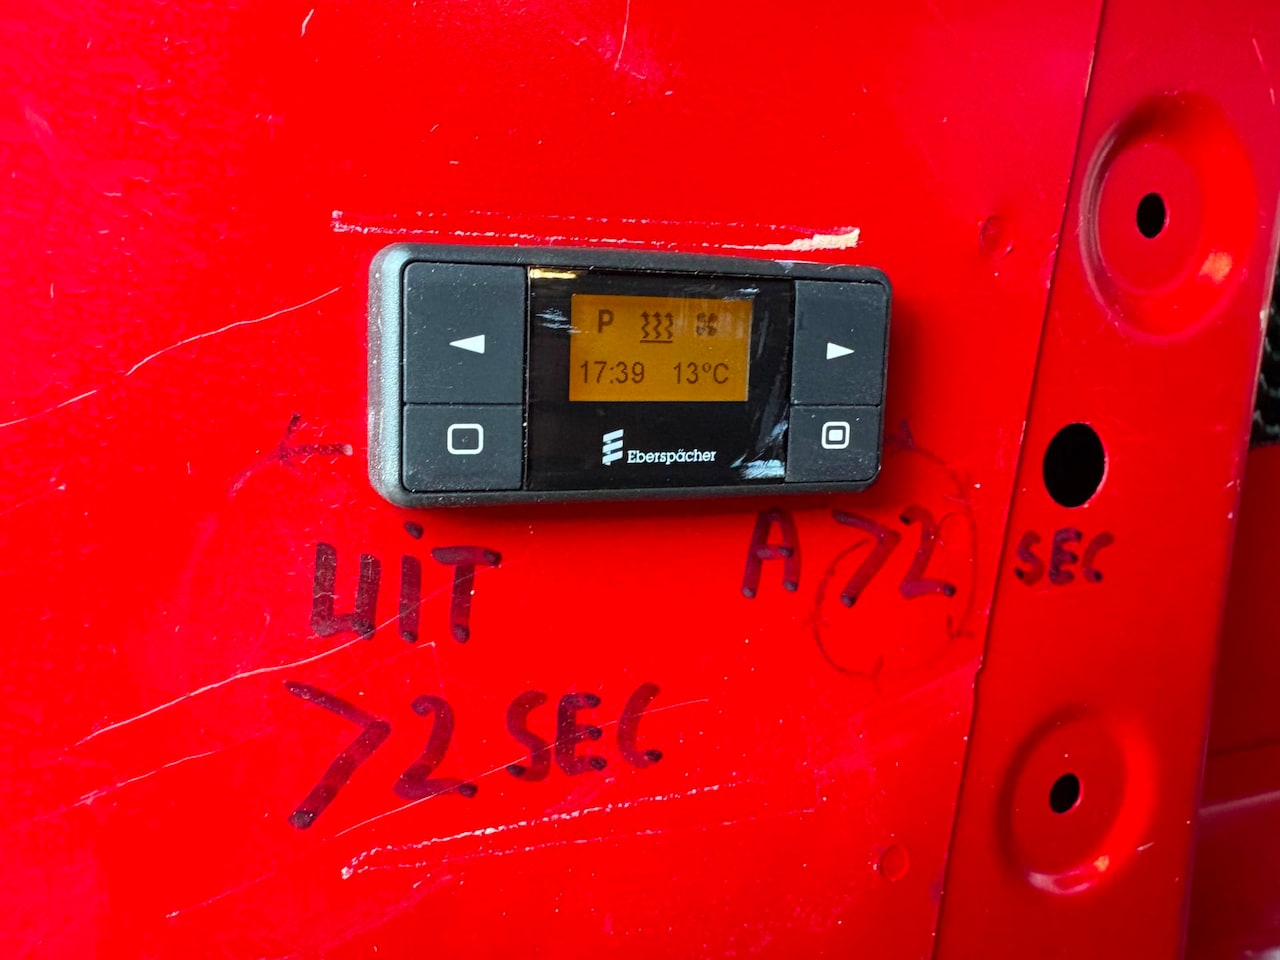 P
17:39 13°C
Eberspächer
UIT
A >2 SEC
>2 SEC